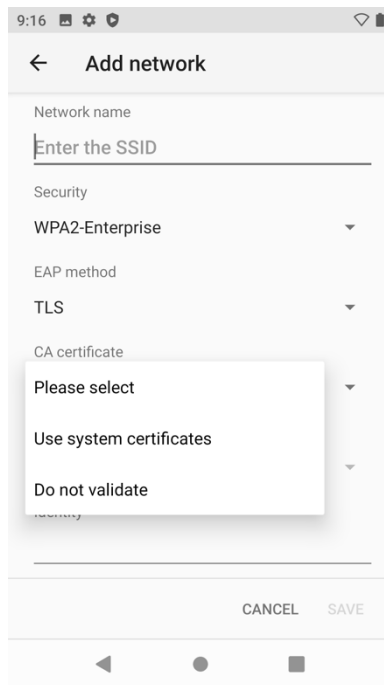 9:16
Add network
Network name
Enter the SSID
Security
WPA2-Enterprise
EAP method
TLS
CA certificate
Please select
Use system certificates
Do not validate
Identity
CANCEL SAVE